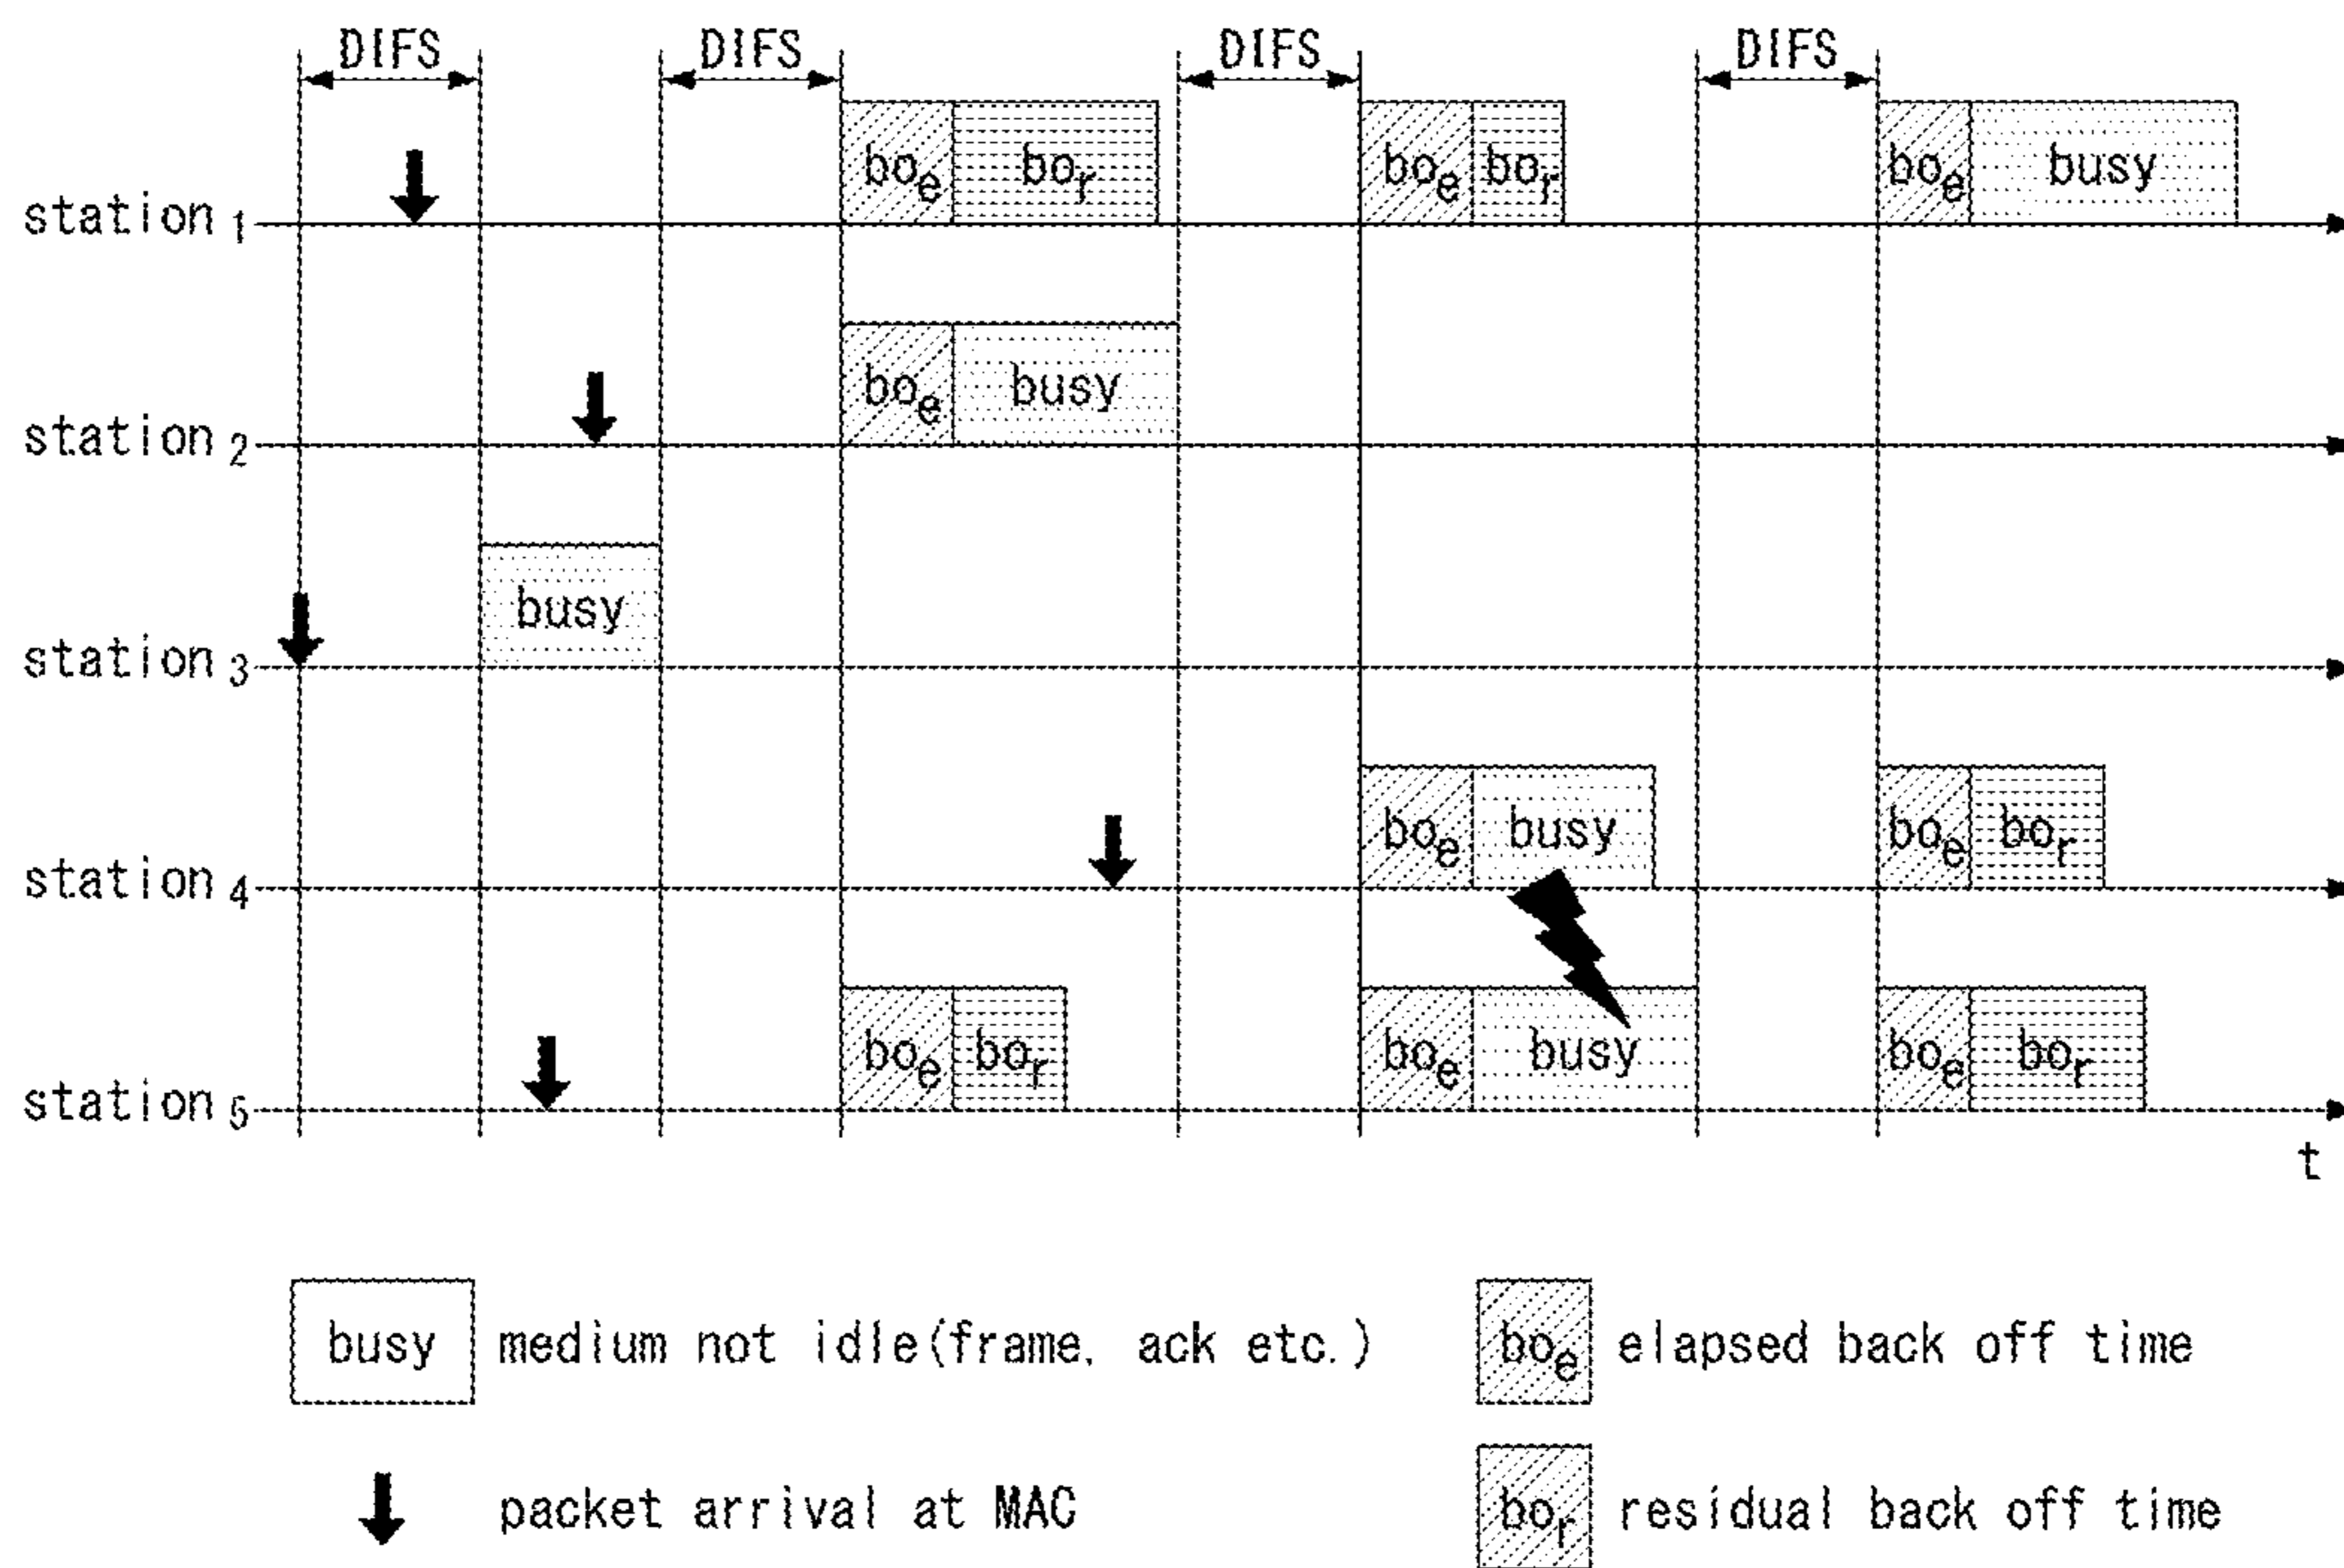 DIFS DIFS DIFS DIFS
boe bor boe bor boe busy
station 1
boe busy
station 2
busy
station 3
boe busy boe bor
station 4
boe bor boe busy boe bor
station 5
t
busy medium not idle(frame, ack etc.) boe elapsed back off time
packet arrival at MAC bor residual back off time